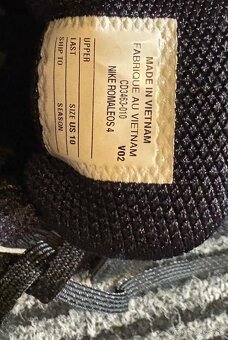 MADE IN VIETNAM
FABRIQUE AU VIETNAM
CD3463-010 V02
NIKE ROMALEOS 4
UPPER
LAST SIZE US 10
SHIP TO SEASON